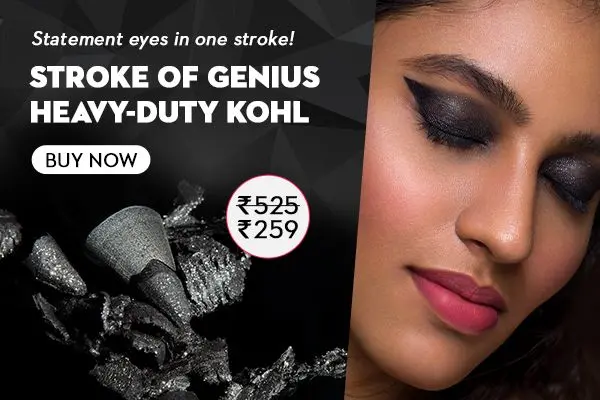 Statement eyes in one stroke!
STROKE OF GENIUS
HEAVY-DUTY KOHL
BUY NOW
₹525
₹259